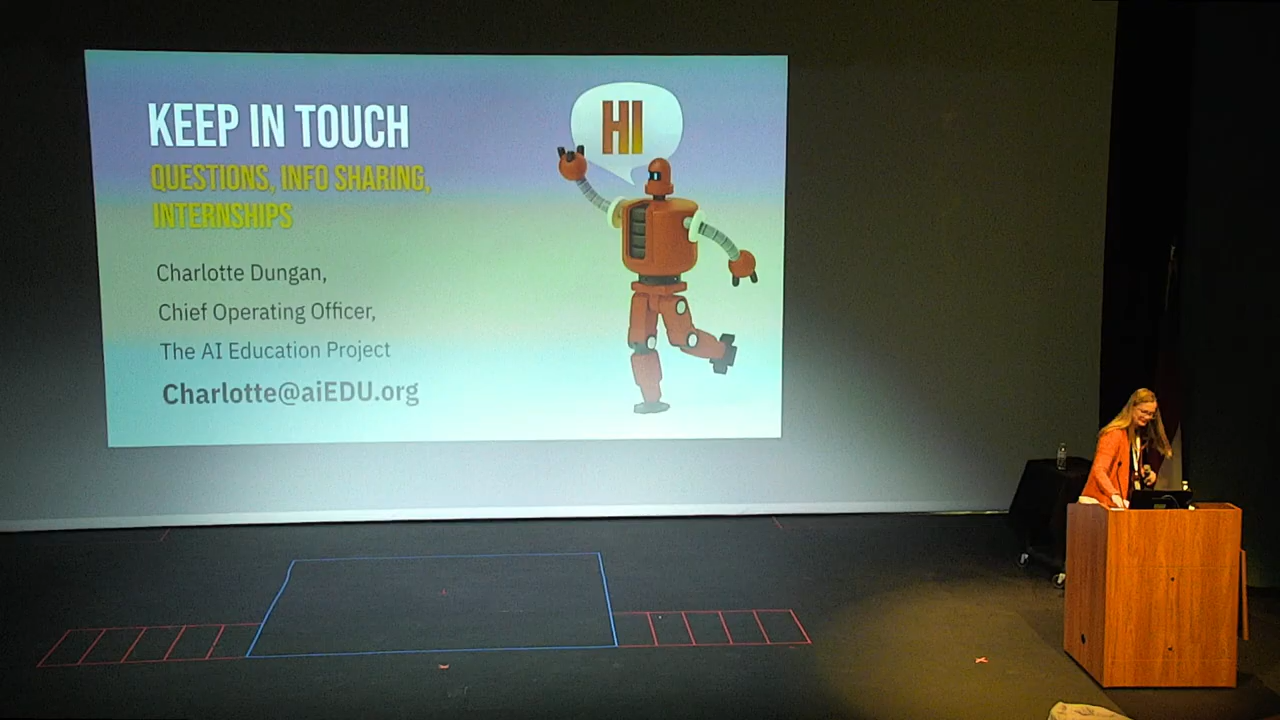 KEEP IN TOUCH
QUESTIONS, INFO SHARING,
INTERNSHIPS
Charlotte Dungan,
Chief Operating Officer,
The AI Education Project
Charlotte@aiEDU.org
HI